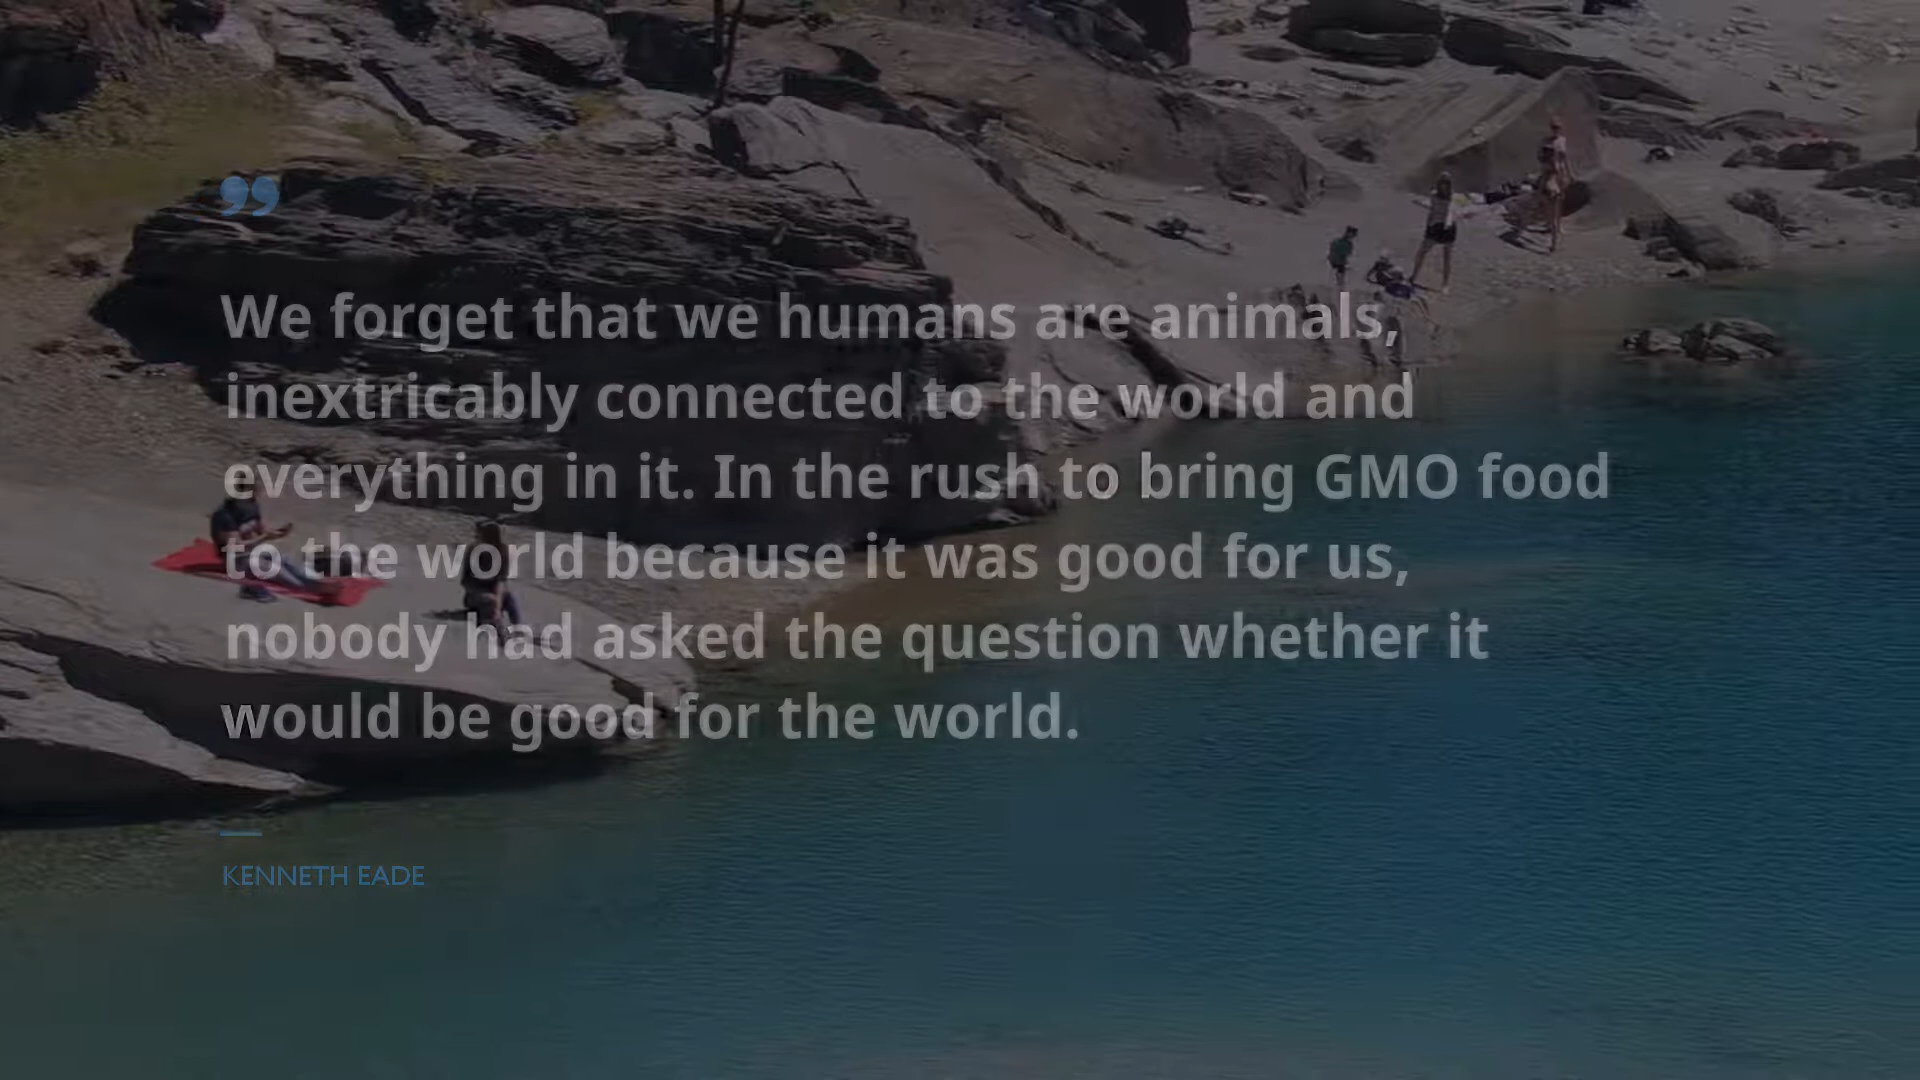 ”
We forget that we humans are animals,
inextricably connected to the world and
everything in it. In the rush to bring GMO food
to the world because it was good for us,
nobody had asked the question whether it
would be good for the world.
KENNETH EADE